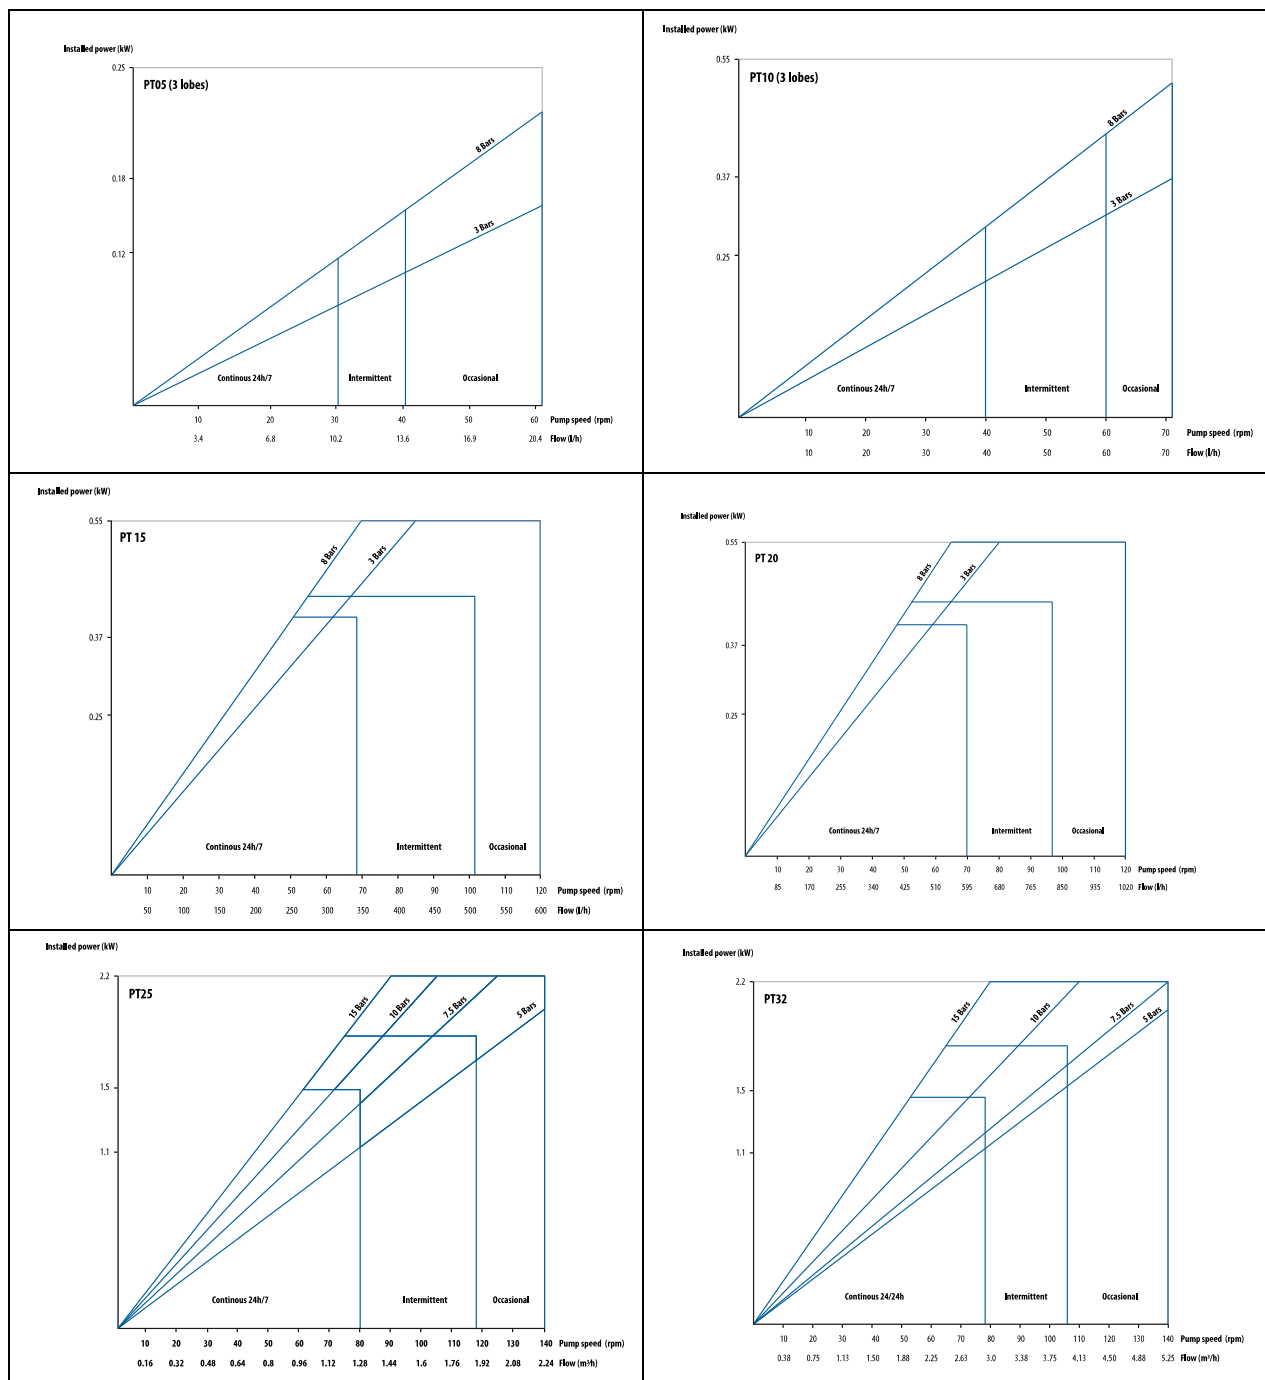 Installed power (kW)
0.25
PT05 (3 lobes)
8 Bars
0.18
3 Bars
0.12
Continous 24h/7 Intermittent Occasional
10 20 30 40 50 60 Pump speed (rpm)
3.4 6.8 10.2 13.6 16.9 20.4 Flow (l/h)
Installed power (kW)
0.55
PT10 (3 lobes)
8 Bars
0.37
3 Bars
0.25
Continous 24h/7 Intermittent Occasional
10 20 30 40 50 60 70 Pump speed (rpm)
10 20 30 40 50 60 70 Flow (l/h)
Installed power (kW)
0.55
PT 15
8 Bars 3 Bars
0.37
0.25
Continous 24h/7 Intermittent Occasional
10 20 30 40 50 60 70 80 90 100 110 120 Pump speed (rpm)
50 100 150 200 250 300 350 400 450 500 550 600 Flow (l/h)
Installed power (kW)
0.55
PT 20
8 Bars 3 Bars
0.37
0.25
Continous 24h/7 Intermittent Occasional
10 20 30 40 50 60 70 80 90 100 110 120 Pump speed (rpm)
85 170 255 340 425 510 595 680 765 850 935 1020 Flow (l/h)
Installed power (kW)
2.2
PT25
15 Bars 10 Bars 7.5 Bars 5 Bars
1.5
1.1
Continous 24h/7 Intermittent Occasional
10 20 30 40 50 60 70 80 90 100 110 120 130 140 Pump speed (rpm)
0.16 0.32 0.48 0.64 0.8 0.96 1.12 1.28 1.44 1.6 1.76 1.92 2.08 2.24 Flow (m³h)
Installed power (kW)
2.2
PT32
15 Bars 10 Bars 7.5 Bars 5 Bars
1.5
1.1
Continous 24/24h Intermittent Occasional
10 20 30 40 50 60 70 80 90 100 110 120 130 140 Pump speed (rpm)
0.38 0.75 1.13 1.50 1.88 2.25 2.63 3.0 3.38 3.75 4.13 4.50 4.88 5.25 Flow (m³/h)